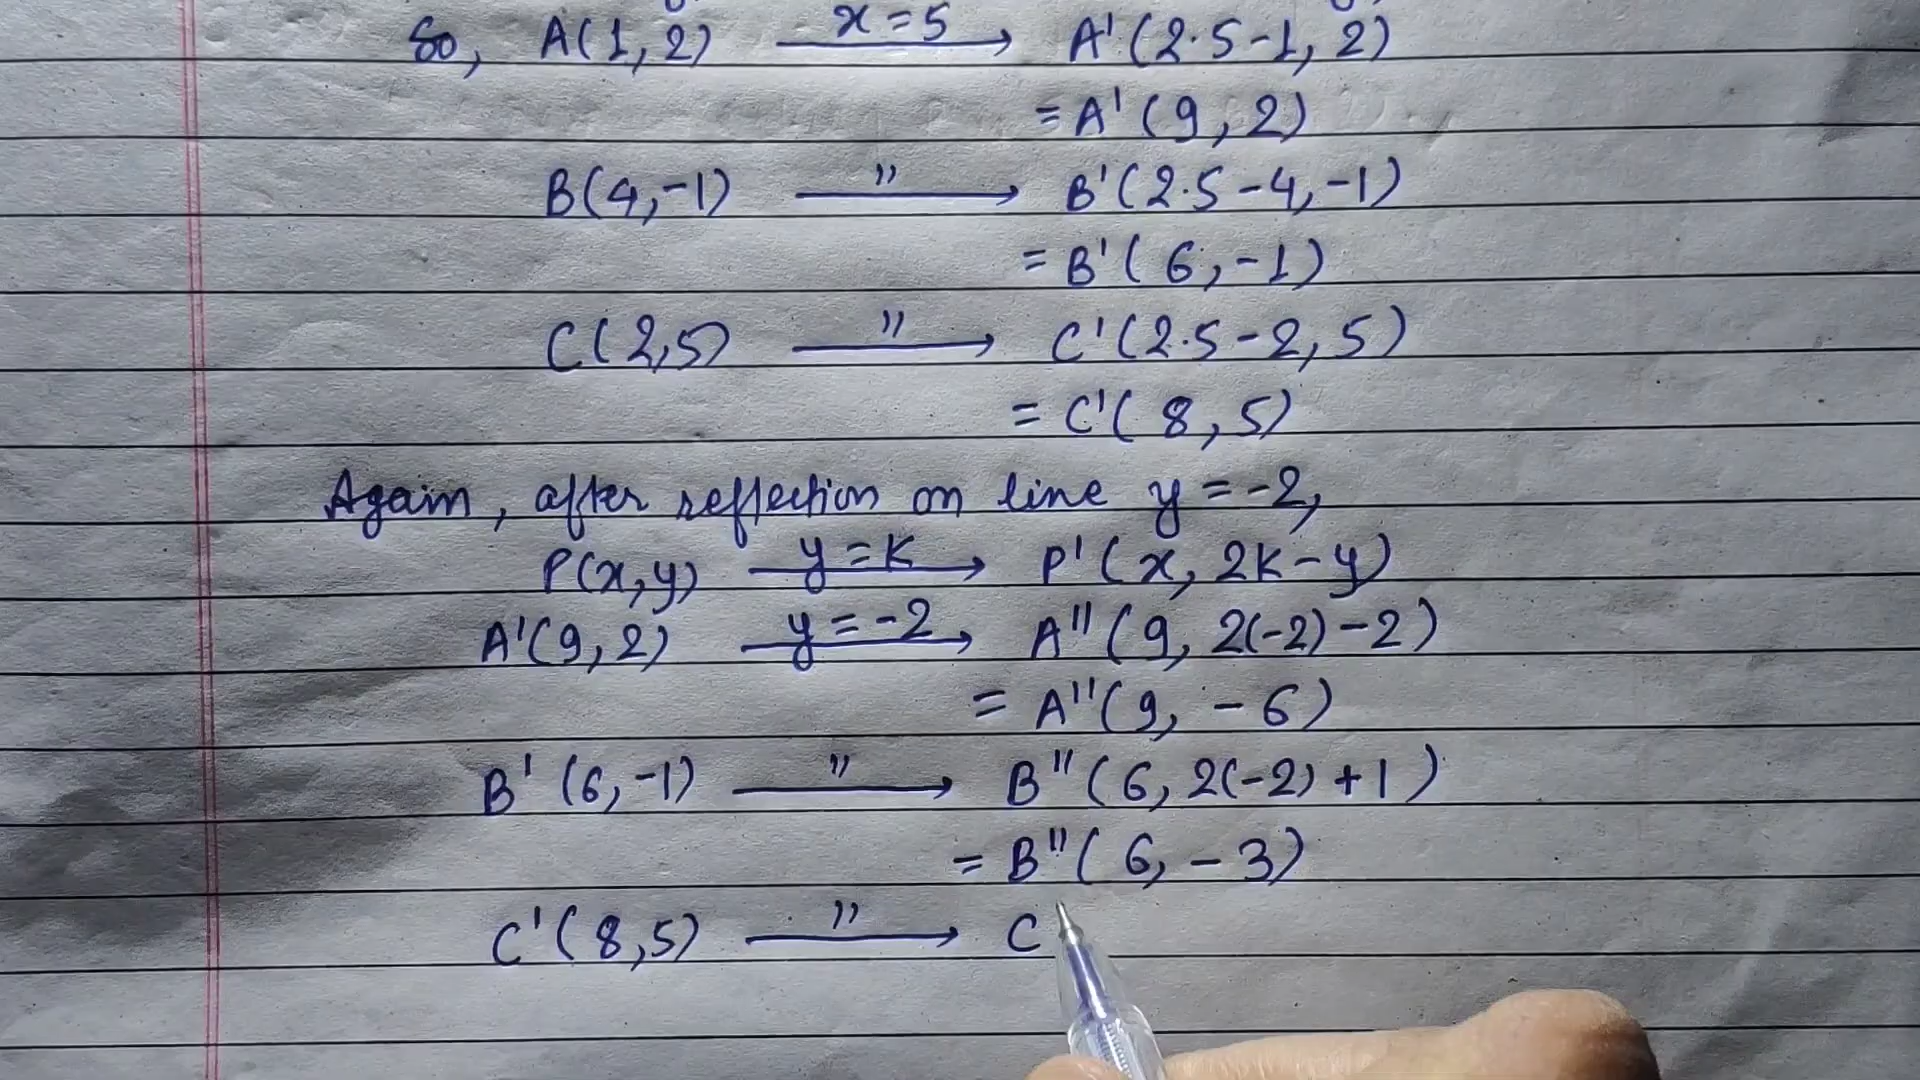 So, A(1, 2) x = 5 → A'(2·5-1, 2)
= A'(9, 2)
B(4, -1) " → B'(2·5-4, -1)
= B'(6, -1)
C(2, 5) " → C'(2·5-2, 5)
= C'(8, 5)
Again, after reflection on line y = -2,
P(x, y) y = K → P'(x, 2K-y)
A'(9, 2) y = -2 → A"(9, 2(-2)-2)
= A"(9, -6)
B'(6, -1) " → B"(6, 2(-2)+1)
= B"(6, -3)
C'(8, 5) " → C